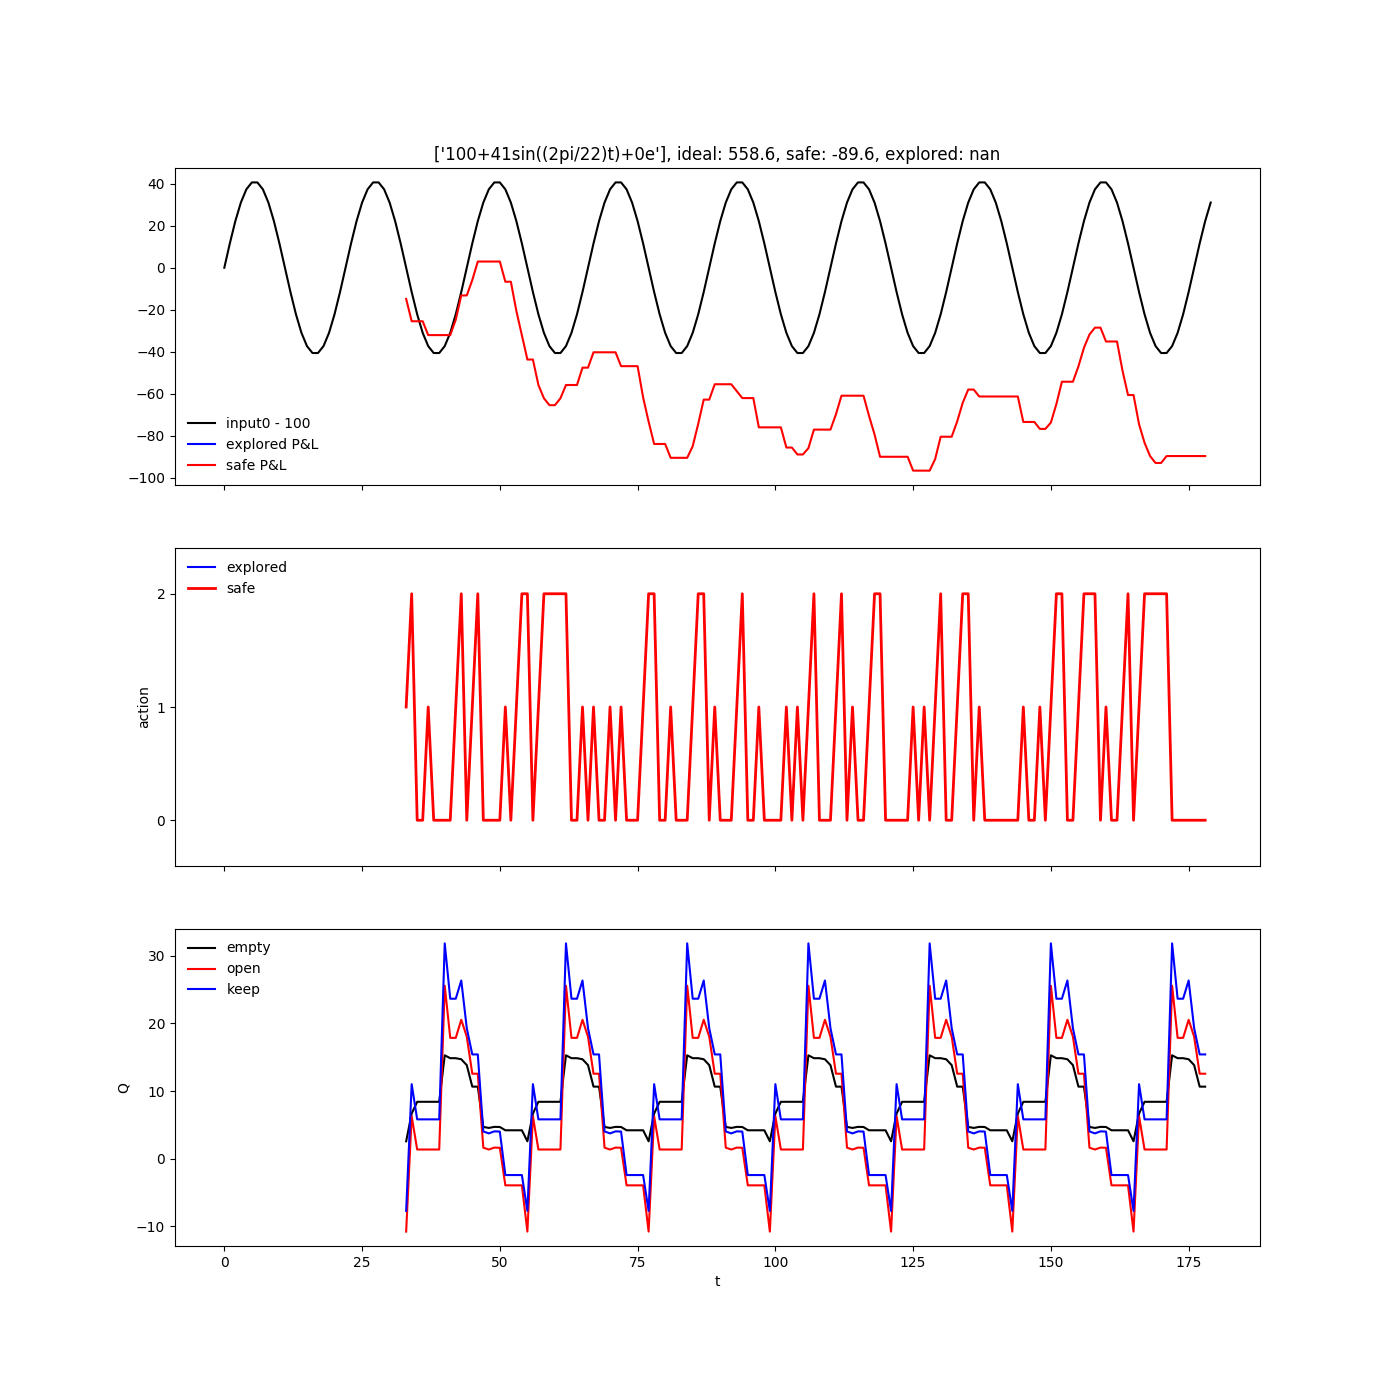 ['100+41sin((2pi/22)t)+0e'], ideal: 558.6, safe: -89.6, explored: nan
40
20
0
−20
−40
−60
−80
−100
input0 - 100
explored P&L
safe P&L
explored
safe
2
1
0
action
empty
open
keep
30
20
10
0
−10
Q
0 25 50 75 100 125 150 175
t